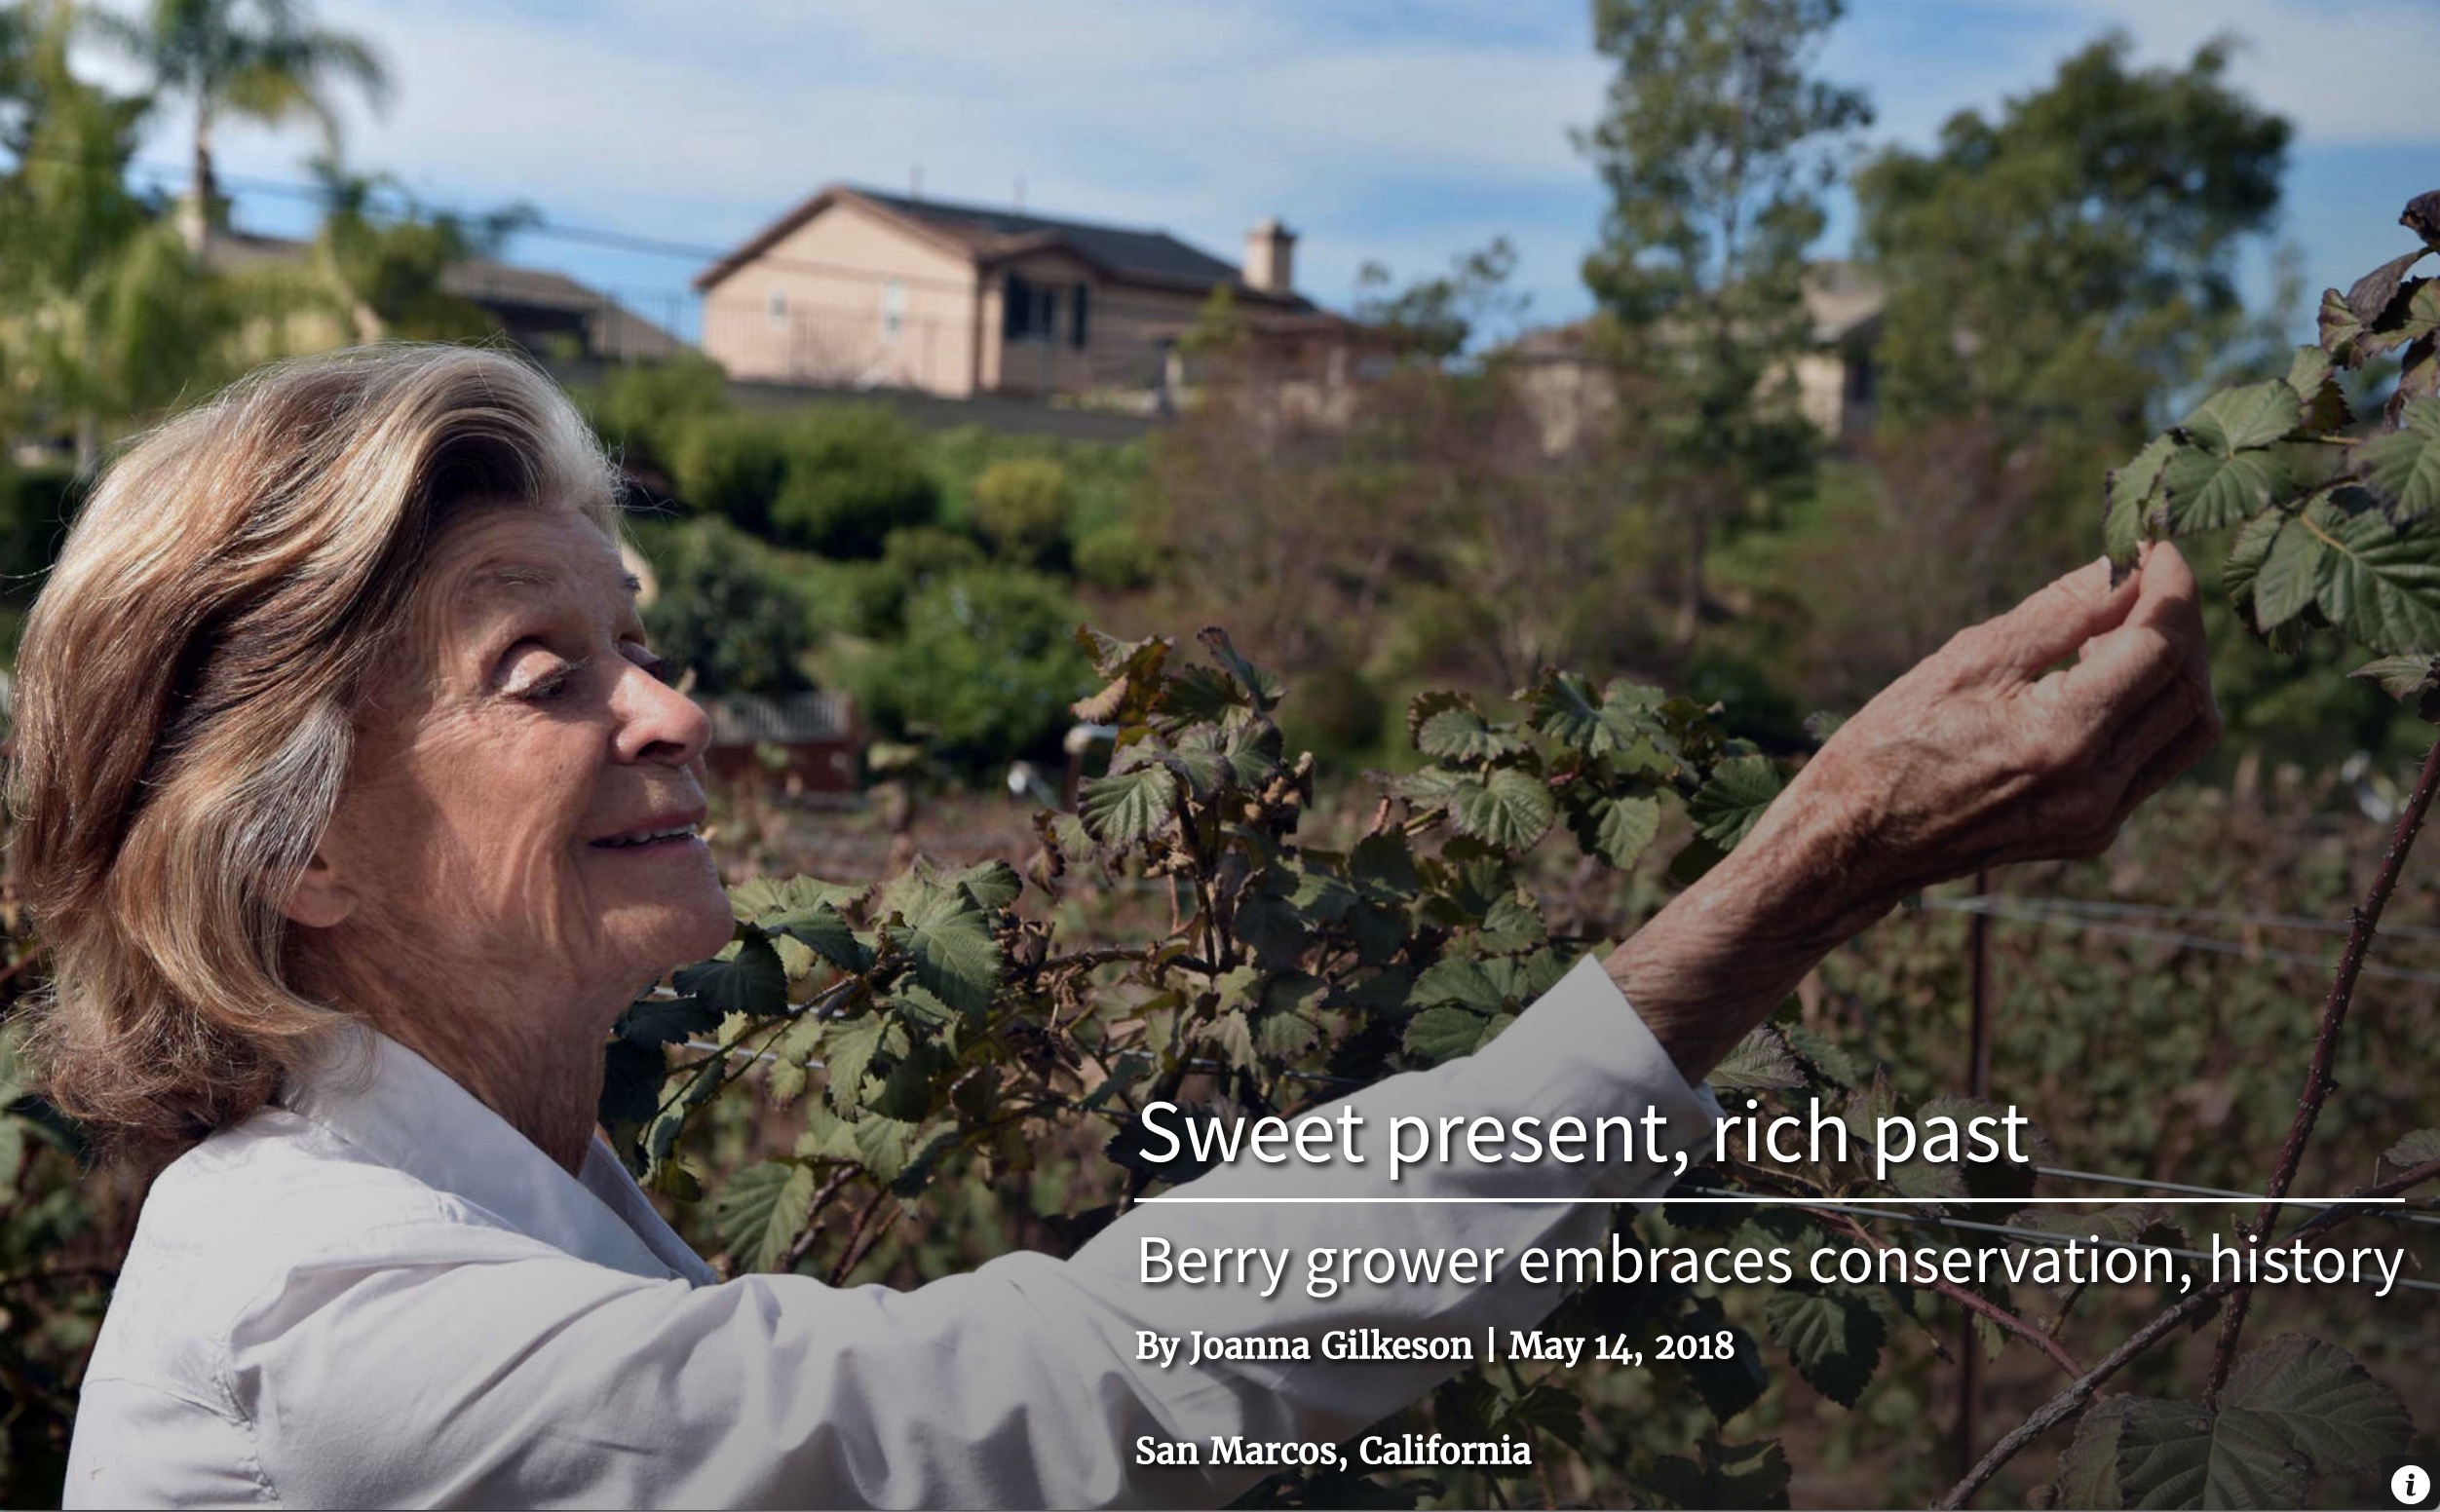 Sweet present, rich past
Berry grower embraces conservation, history
By Joanna Gilkeson | May 14, 2018
San Marcos, California
i